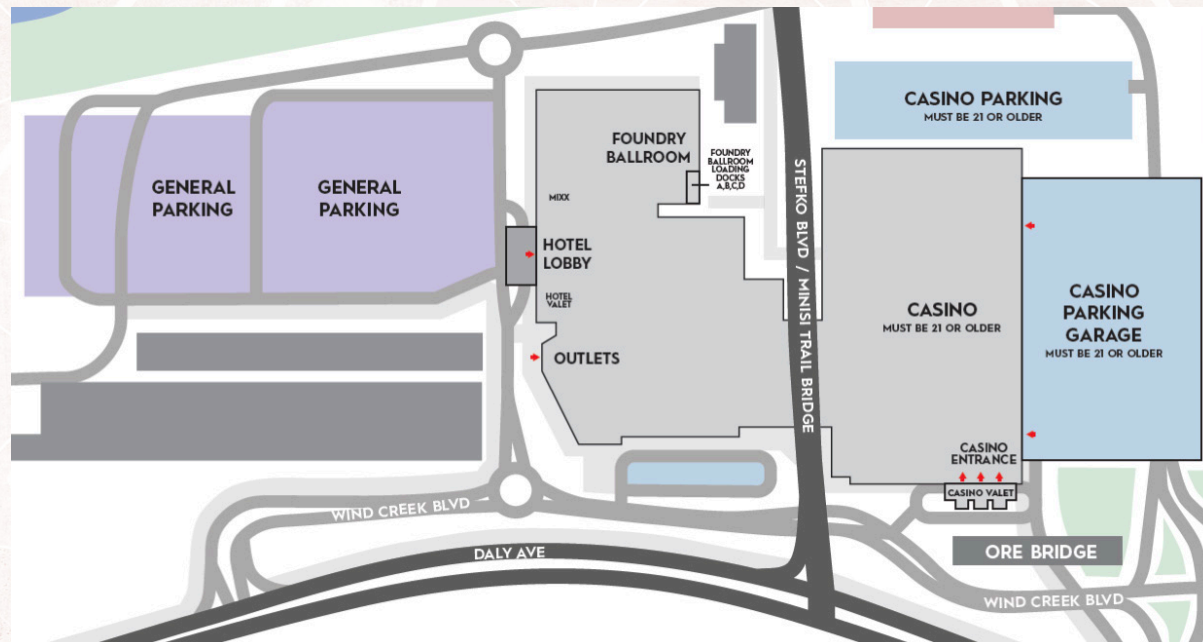 CASINO PARKING
MUST BE 21 OR OLDER
FOUNDRY
BALLROOM
FOUNDRY
BALLROOM
LOADING
DOCKS
A,B,C,D
GENERAL
PARKING
GENERAL
PARKING
MIXX
HOTEL
LOBBY
HOTEL
VALET
OUTLETS
STEFKO BLVD / MINISI TRAIL BRIDGE
CASINO
MUST BE 21 OR OLDER
CASINO
PARKING
GARAGE
MUST BE 21 OR OLDER
CASINO
ENTRANCE
CASINO VALET
WIND CREEK BLVD
DALY AVE
ORE BRIDGE
WIND CREEK BLVD